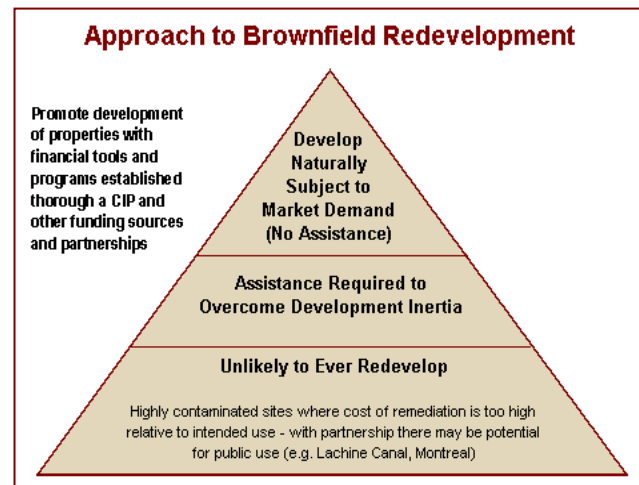 Approach to Brownfield Redevelopment
Promote development
of properties with
financial tools and
programs established
thorough a CIP and
other funding sources
and partnerships
Develop
Naturally
Subject to
Market Demand
(No Assistance)
Assistance Required to
Overcome Development Inertia
Unlikely to Ever Redevelop
Highly contaminated sites where cost of remediation is too high
relative to intended use - with partnership there may be potential
for public use (e.g. Lachine Canal, Montreal)